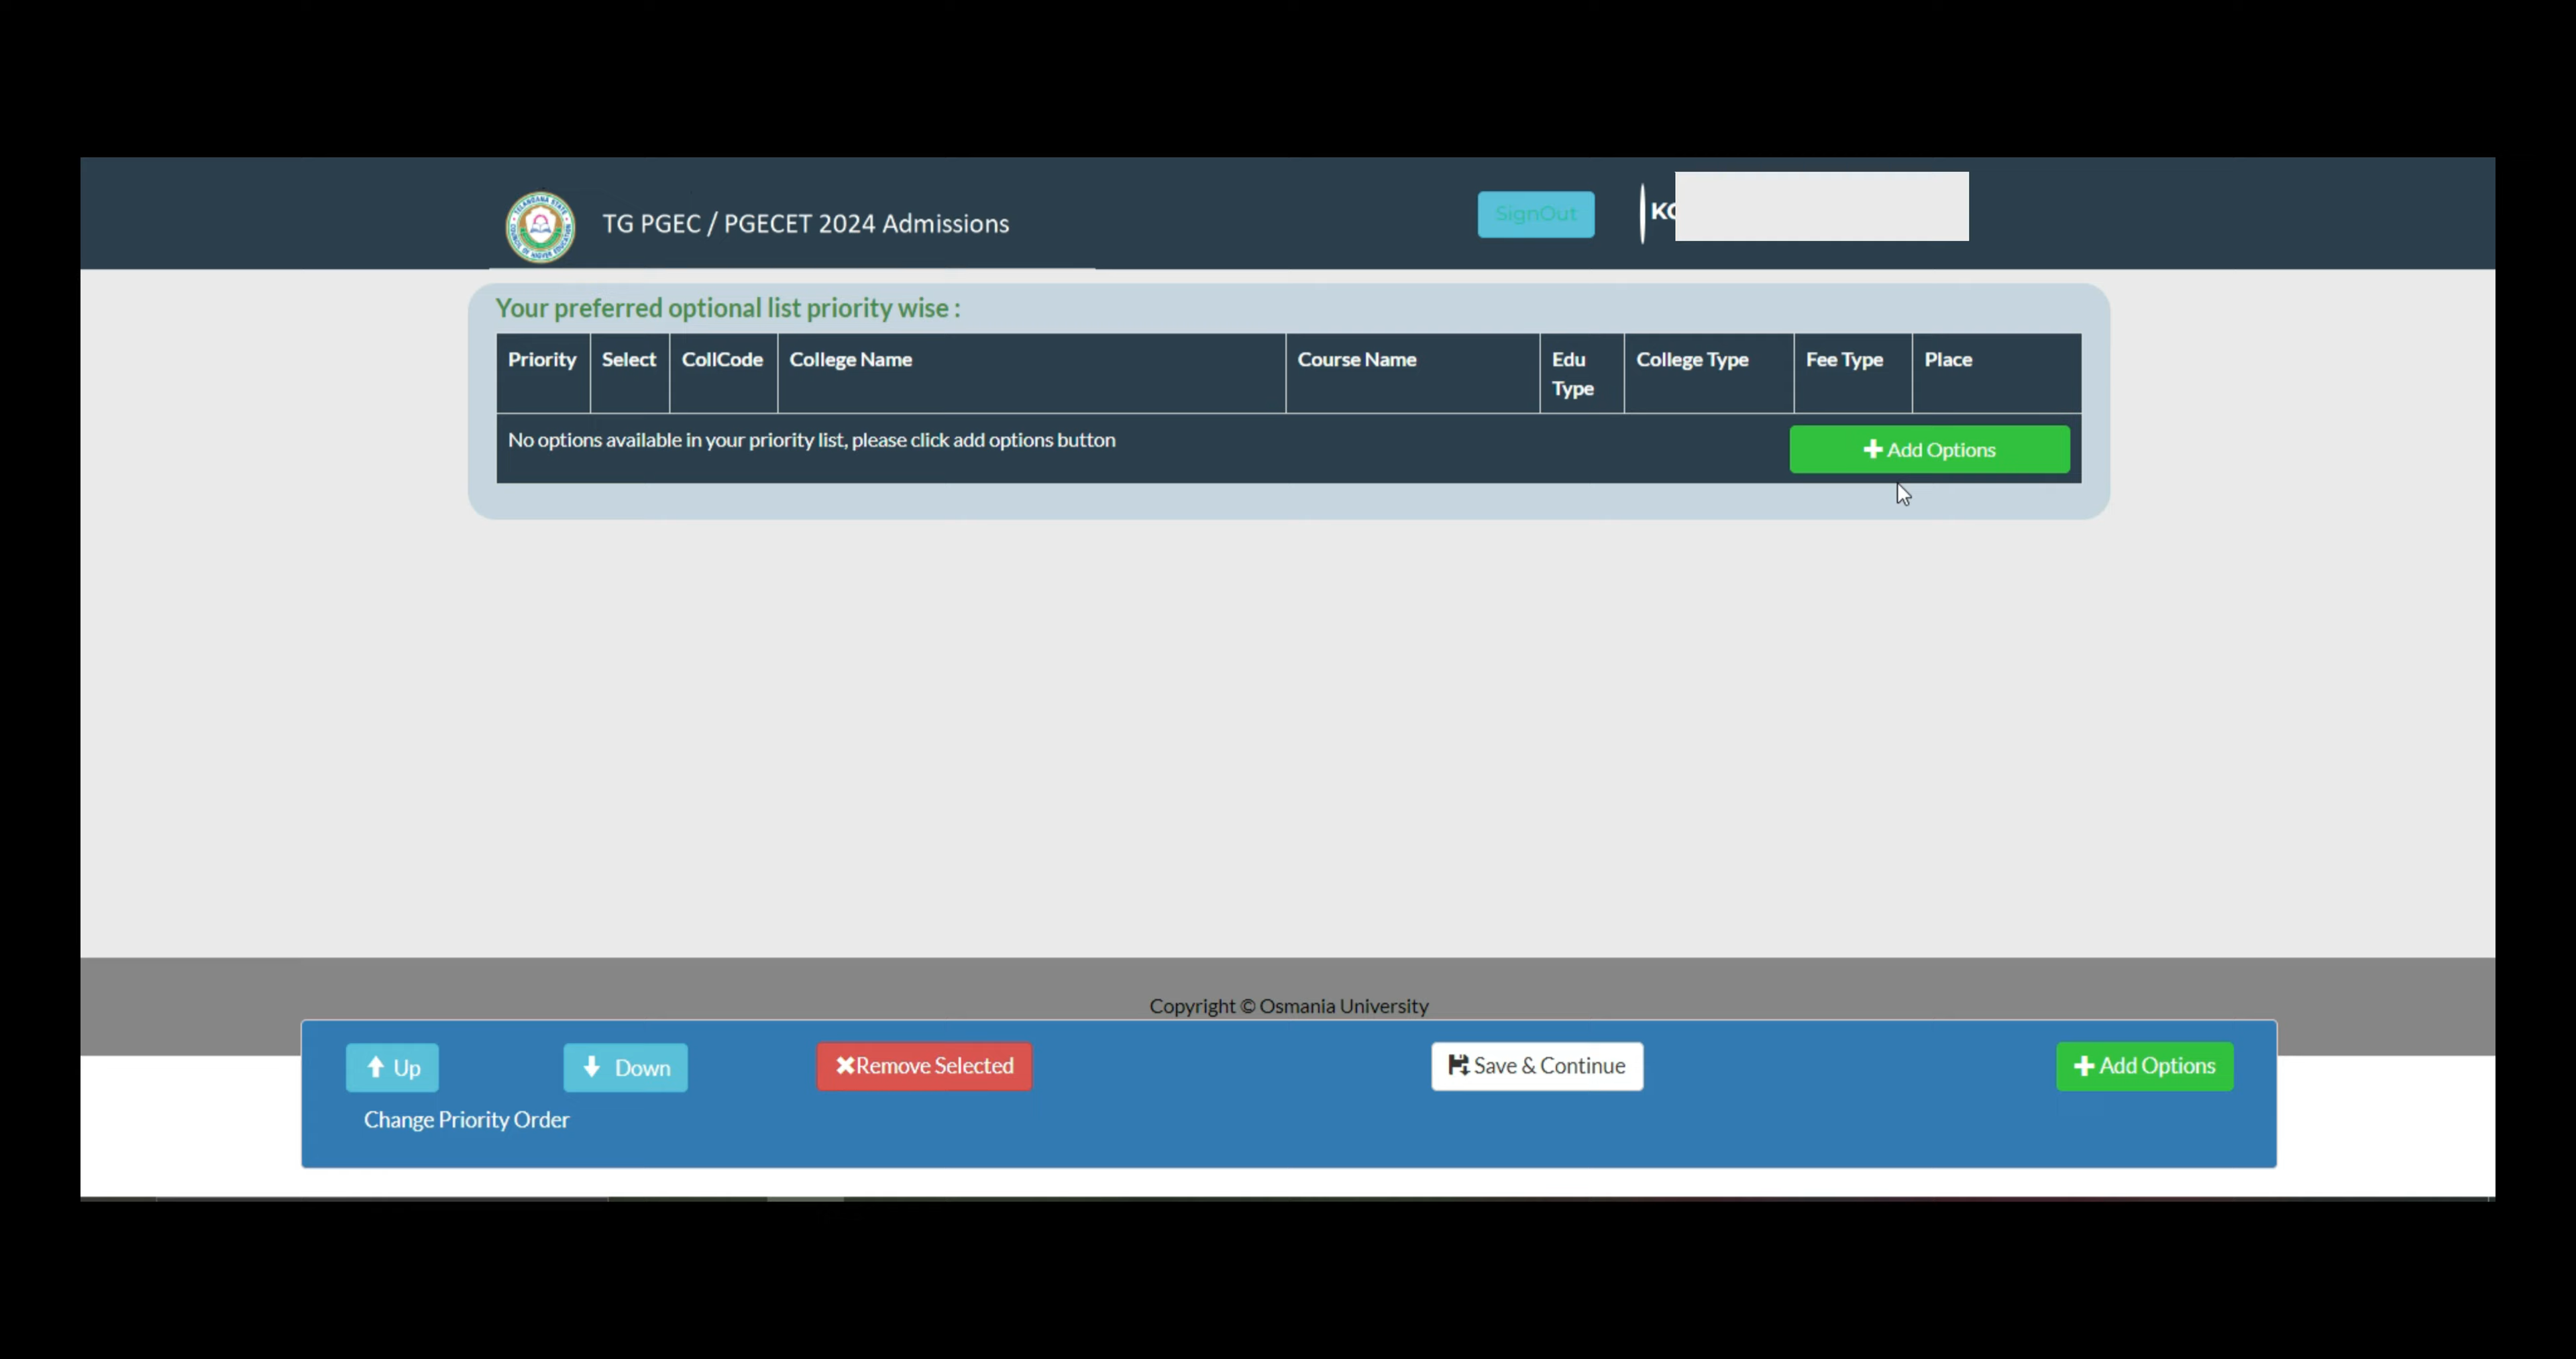 TG PGEC / PGECET 2024 Admissions
SignOut
Your preferred optional list priority wise :
Priority Select CollCode College Name Course Name Edu Type College Type Fee Type Place
No options available in your priority list, please click add options button
Add Options
Copyright © Osmania University
Up
Down
Remove Selected
Save & Continue
Add Options
Change Priority Order